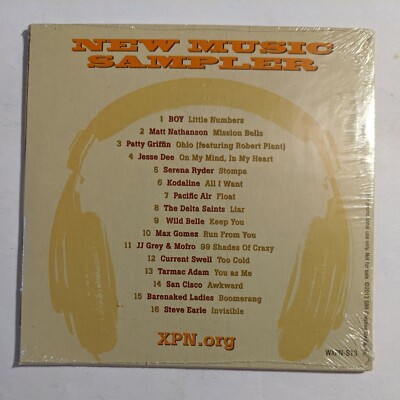 NEW MUSIC
SAMPLER
1 BOY Little Numbers
2 Matt Nathanson Mission Bells
3 Patty Griffin Ohio (featuring Robert Plant)
4 Jesse Dee On My Mind, In My Heart
5 Serena Ryder Stompa
6 Kodaline All I Want
7 Pacific Air Float
8 The Delta Saints Liar
9 Wild Belle Keep You
10 Max Gomez Run From You
11 JJ Grey & Mofro 99 Shades Of Crazy
12 Current Swell Too Cold
13 Tarmac Adam You as Me
14 San Cisco Awkward
15 Barenaked Ladies Boomerang
16 Steve Earle Invisible
XPN.org
WXPN-S13